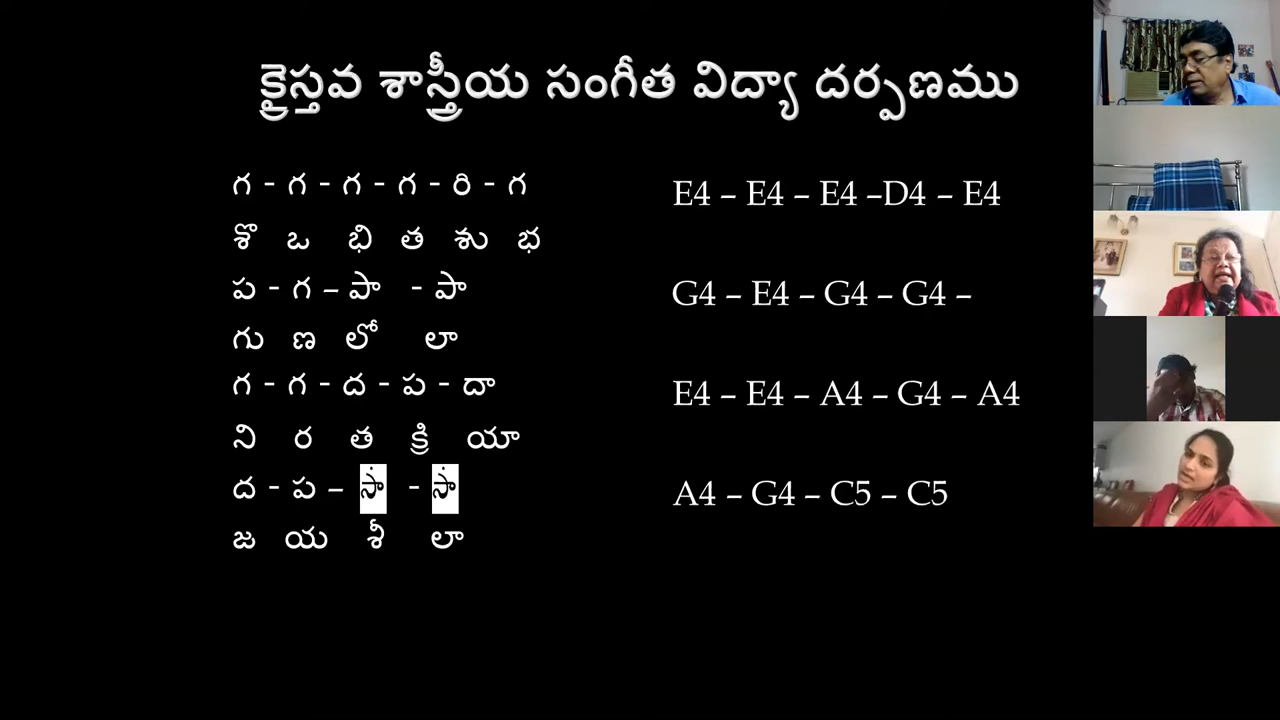 క్రైస్తవ శాస్త్రీయ సంగీత విద్యా దర్పణము
గ - గ - గ - గ - రి - గ
శొ ఒ భి త శు భ
ప - గ – పా - పా
గు ణ లో లా
గ - గ - ద - ప - దా
ని ర త క్రి యా
ద - ప – సా̇ - సా̇
జ య శీ లా
E4 – E4 – E4 –D4 – E4
G4 – E4 – G4 – G4 –
E4 – E4 – A4 – G4 – A4
A4 – G4 – C5 – C5